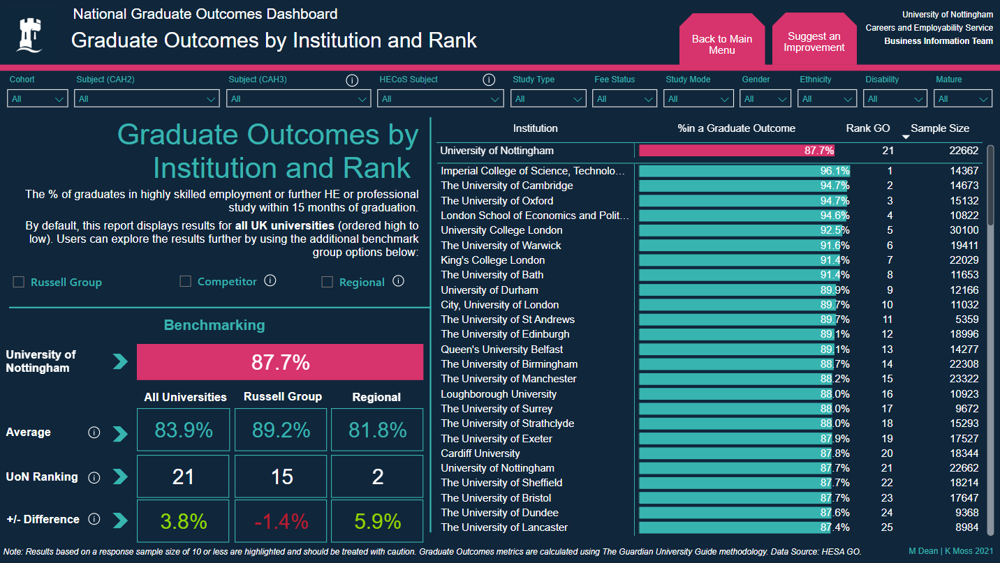 National Graduate Outcomes Dashboard
Graduate Outcomes by Institution and Rank
Back to Main
Menu
Suggest an
Improvement
University of Nottingham
Careers and Employability Service
Business Information Team
Cohort Subject (CAH2) Subject (CAH3) HECoS Subject Study Type Fee Status Study Mode Gender Ethnicity Disability Mature
All All All All All All All All All All All
Graduate Outcomes by
Institution and Rank
The % of graduates in highly skilled employment or further HE or professional
study within 15 months of graduation.
By default, this report displays results for all UK universities (ordered high to
low). Users can explore the results further by using the additional benchmark
group options below:
Russell Group Competitor Regional
Benchmarking
University of
Nottingham
87.7%
All Universities Russell Group Regional
Average 83.9% 89.2% 81.8%
UoN Ranking 21 15 2
+/- Difference 3.8% -1.4% 5.9%
Institution %in a Graduate Outcome Rank GO Sample Size
University of Nottingham 87.7% 21 22662
Imperial College of Science, Technolo... 96.1% 1 14367
The University of Cambridge 94.7% 2 14673
The University of Oxford 94.7% 3 15132
London School of Economics and Polit... 94.6% 4 10822
University College London 92.5% 5 30100
The University of Warwick 91.6% 6 19411
King's College London 91.4% 7 22029
The University of Bath 91.4% 8 11653
University of Durham 89.9% 9 12166
City, University of London 89.7% 10 11032
The University of St Andrews 89.7% 11 5359
The University of Edinburgh 89.1% 12 18996
Queen's University Belfast 89.1% 13 14277
The University of Birmingham 88.7% 14 22308
The University of Manchester 88.2% 15 23322
Loughborough University 88.0% 16 10923
The University of Surrey 88.0% 17 9672
The University of Strathclyde 88.0% 18 15293
The University of Exeter 87.9% 19 17527
Cardiff University 87.8% 20 18344
University of Nottingham 87.7% 21 22662
The University of Sheffield 87.7% 22 18214
The University of Bristol 87.7% 23 17647
The University of Dundee 87.6% 24 9368
The University of Lancaster 87.4% 25 8984
Note: Results based on a response sample size of 10 or less are highlighted and should be treated with caution. Graduate Outcomes metrics are calculated using The Guardian University Guide methodology. Data Source: HESA GO.
M Dean | K Moss 2021